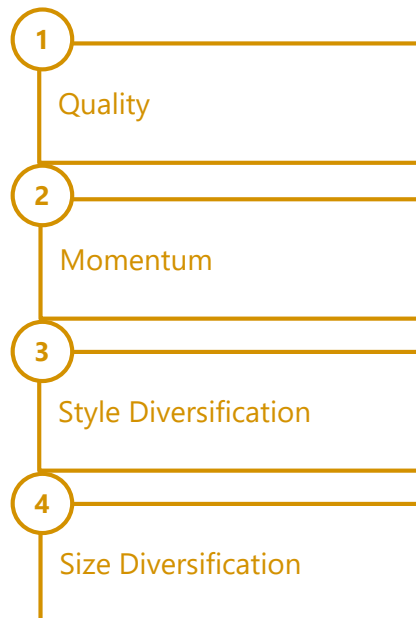 1
Quality
2
Momentum
3
Style Diversification
4
Size Diversification